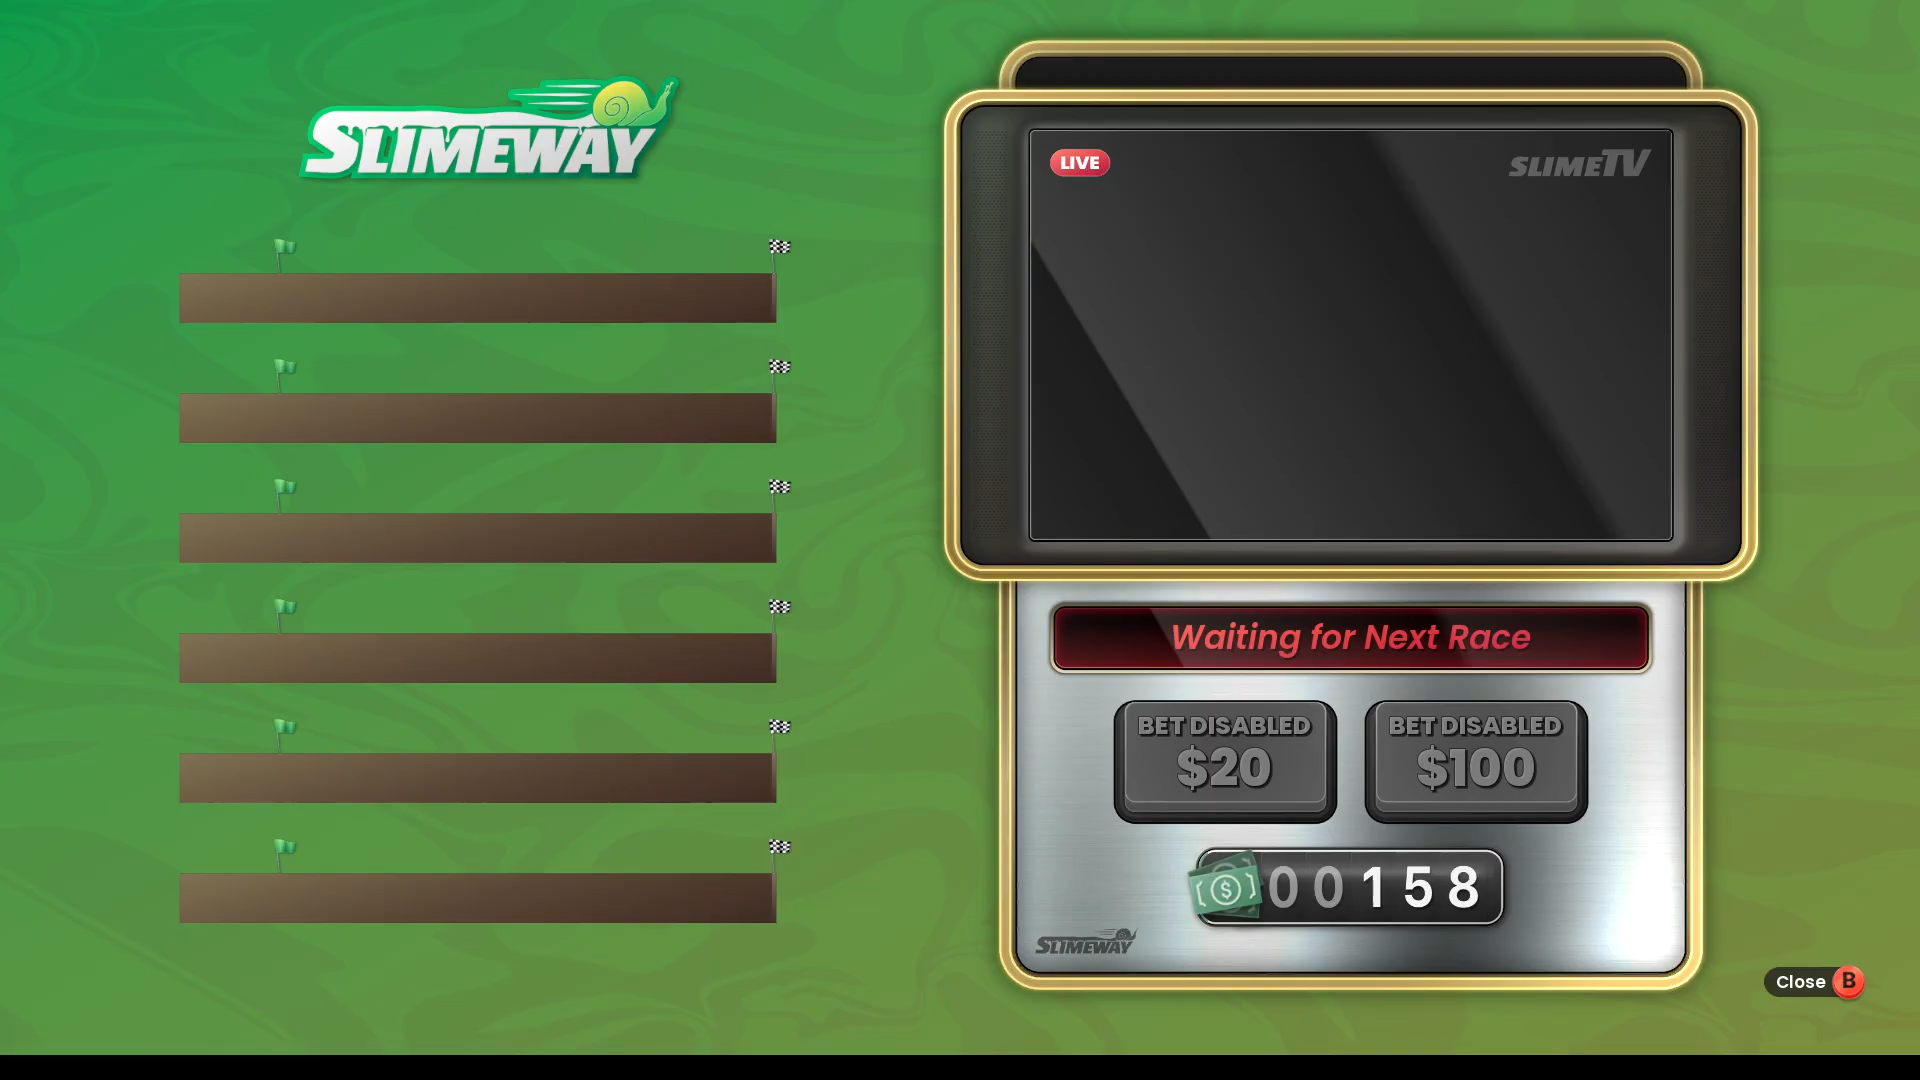 SLIMEWAY
LIVE
SLIMETV
Waiting for Next Race
BET DISABLED
$20
BET DISABLED
$100
$
00158
SLIMEWAY
Close B